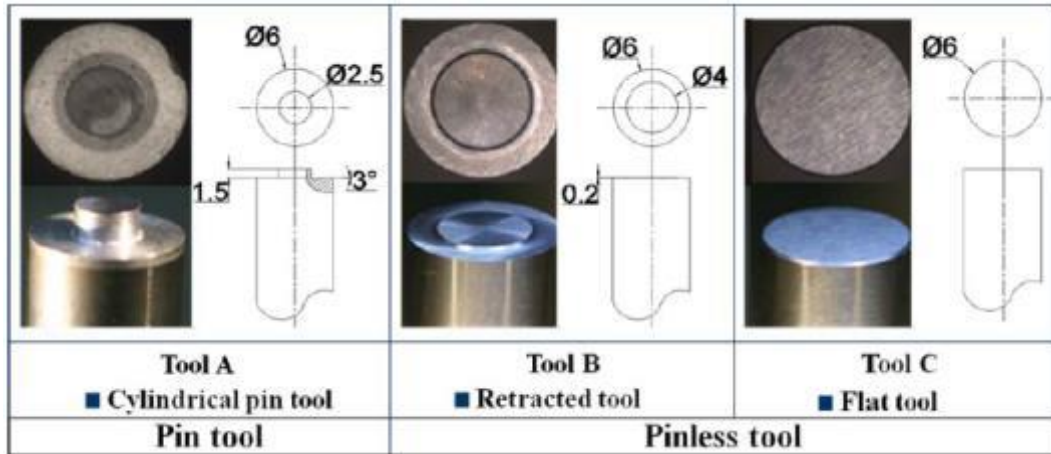 Ø6
Ø2.5
1.5
3°
Ø6
Ø4
0.2
Ø6
Tool A
■ Cylindrical pin tool
Tool B
■ Retracted tool
Tool C
■ Flat tool
Pin tool
Pinless tool